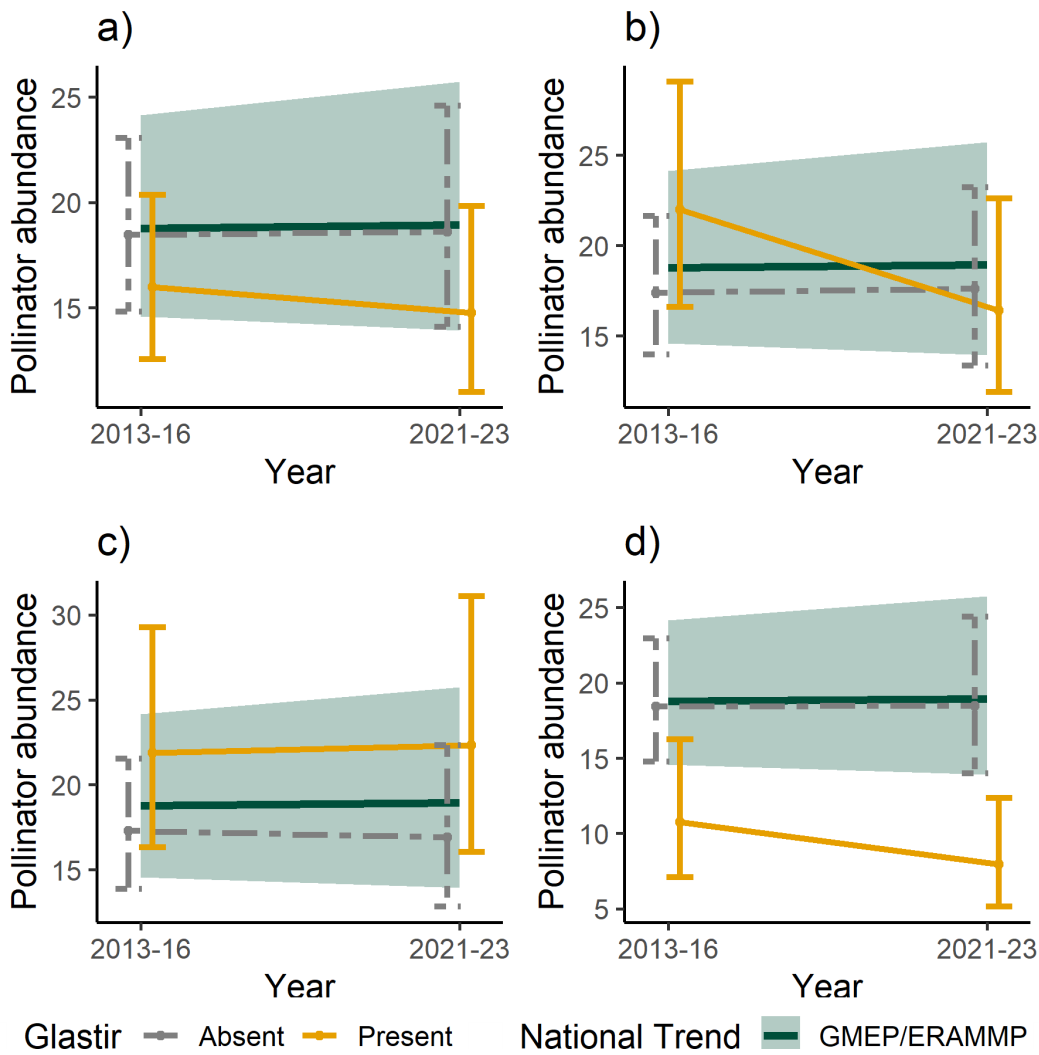 a)
Pollinator abundance
25
20
15
2013-16
2021-23
Year
b)
Pollinator abundance
25
20
15
2013-16
2021-23
Year
c)
Pollinator abundance
30
25
20
15
2013-16
2021-23
Year
d)
Pollinator abundance
25
20
15
10
5
2013-16
2021-23
Year
Glastir Absent Present National Trend GMEP/ERAMMP